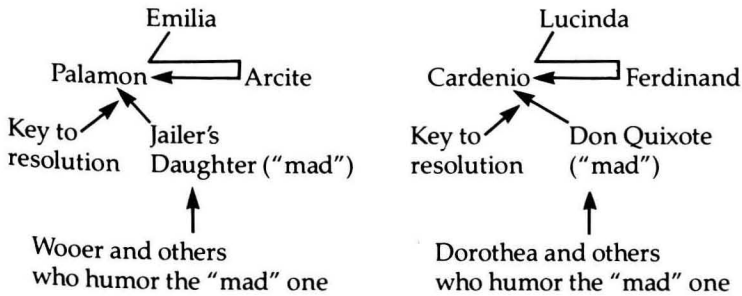 Emilia
Palamon
Arcite
Key to
resolution
Jailer's
Daughter ("mad")
Wooer and others
who humor the "mad" one
Lucinda
Cardenio
Ferdinand
Key to
resolution
Don Quixote
("mad")
Dorothea and others
who humor the "mad" one